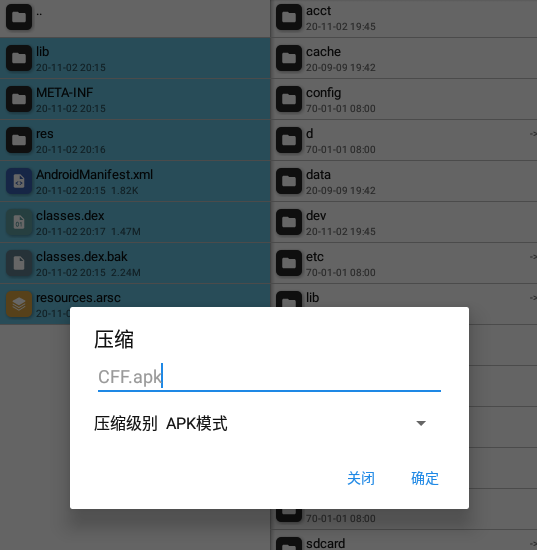 ..
lib
20-11-02 20:15
META-INF
20-11-02 20:15
res
20-11-02 20:16
AndroidManifest.xml
20-11-02 20:15 1.82K
classes.dex
20-11-02 20:17 1.47M
classes.dex.bak
20-11-02 20:15 2.24M
resources.arsc
20-1
acct
20-11-02 19:45
cache
20-09-09 19:42
config
70-01-01 08:00
d
->
70-01-01 08:00
data
20-09-09 19:42
dev
20-11-02 19:45
etc
->
70-01-01 08:00
lib
->
压缩
CFF.apk
压缩级别 APK模式
关闭 确定
70-01-01 08:00
sdcard
->